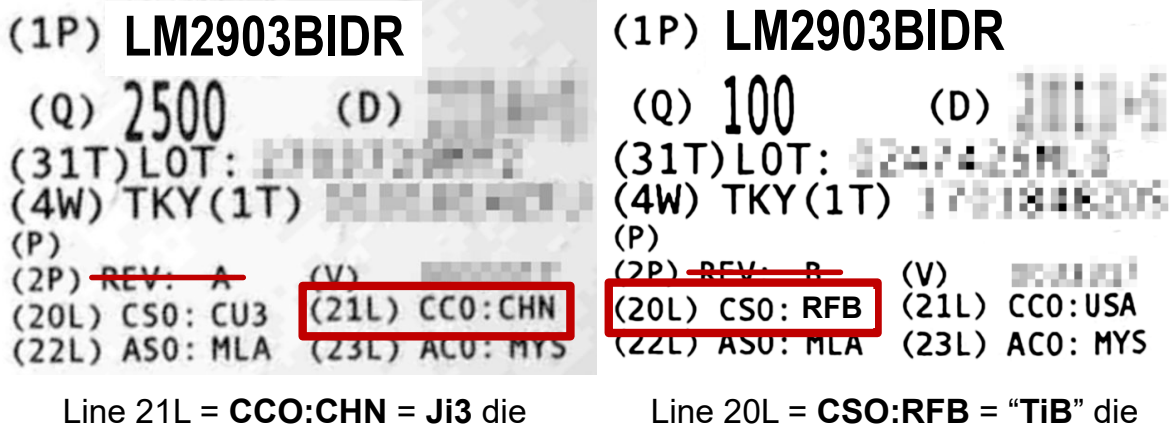 (1P) LM2903BIDR
(Q) 2500 (D)
(31T)LOT:
(4W) TKY(1T)
(P)
(2P) REV: A (V)
(20L) CSO: CU3 (21L) CCO:CHN
(22L) ASO: MLA (23L) ACO: MYS
Line 21L = CCO:CHN = Ji3 die
(1P) LM2903BIDR
(Q) 100 (D)
(31T)LOT:
(4W) TKY(1T)
(P)
(2P) REV: B (V)
(20L) CSO: RFB (21L) CCO:USA
(22L) ASO: MLA (23L) ACO: MYS
Line 20L = CSO:RFB = “TiB” die